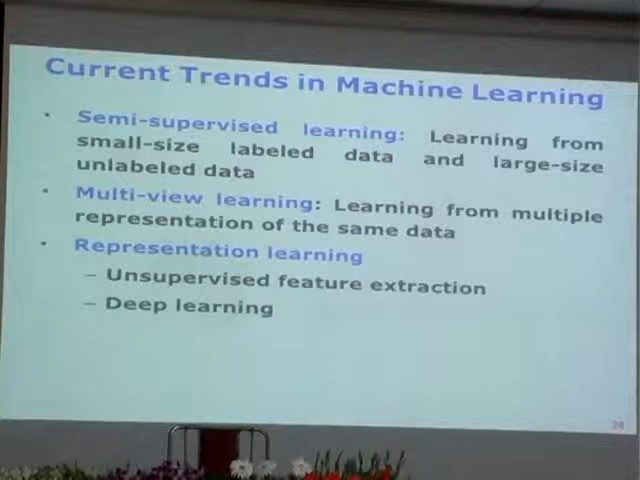 Current Trends in Machine Learning
• Semi-supervised learning: Learning from
small-size labeled data and large-size
unlabeled data
• Multi-view learning: Learning from multiple
representation of the same data
• Representation learning
– Unsupervised feature extraction
– Deep learning